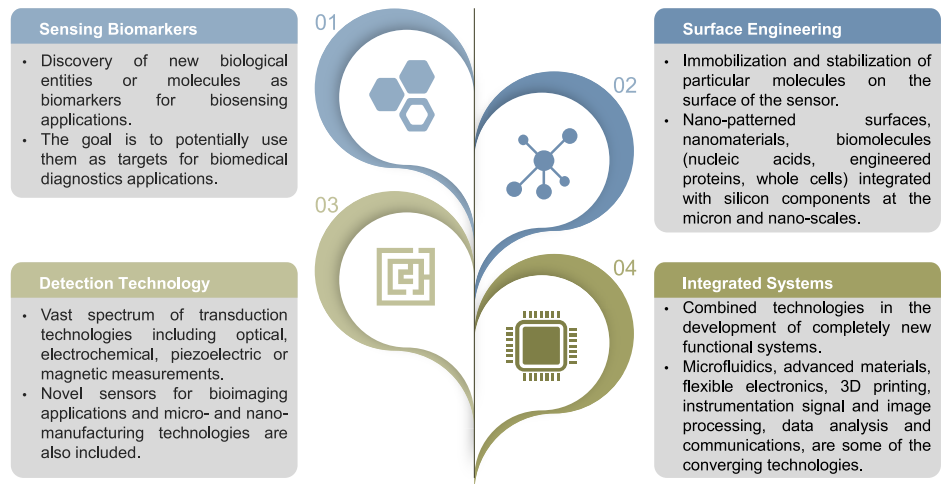 01
Sensing Biomarkers
• Discovery of new biological
entities or molecules as
biomarkers for biosensing
applications.
• The goal is to potentially use
them as targets for biomedical
diagnostics applications.
02
Surface Engineering
• Immobilization and stabilization of
particular molecules on the
surface of the sensor.
• Nano-patterned surfaces,
nanomaterials, biomolecules
(nucleic acids, engineered
proteins, whole cells) integrated
with silicon components at the
micron and nano-scales.
03
Detection Technology
• Vast spectrum of transduction
technologies including optical,
electrochemical, piezoelectric or
magnetic measurements.
• Novel sensors for bioimaging
applications and micro- and nano-
manufacturing technologies are
also included.
04
Integrated Systems
• Combined technologies in the
development of completely new
functional systems.
• Microfluidics, advanced materials,
flexible electronics, 3D printing,
instrumentation signal and image
processing, data analysis and
communications, are some of the
converging technologies.